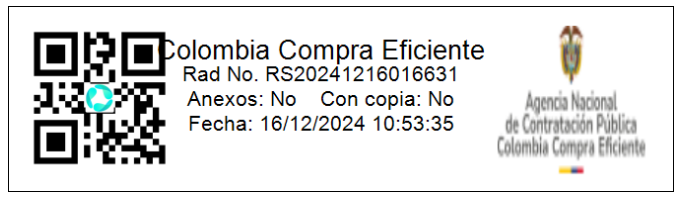 Colombia Compra Eficiente
Rad No. RS20241216016631
Anexos: No Con copia: No
Fecha: 16/12/2024 10:53:35
Agencia Nacional
de Contratación Pública
Colombia Compra Eficiente